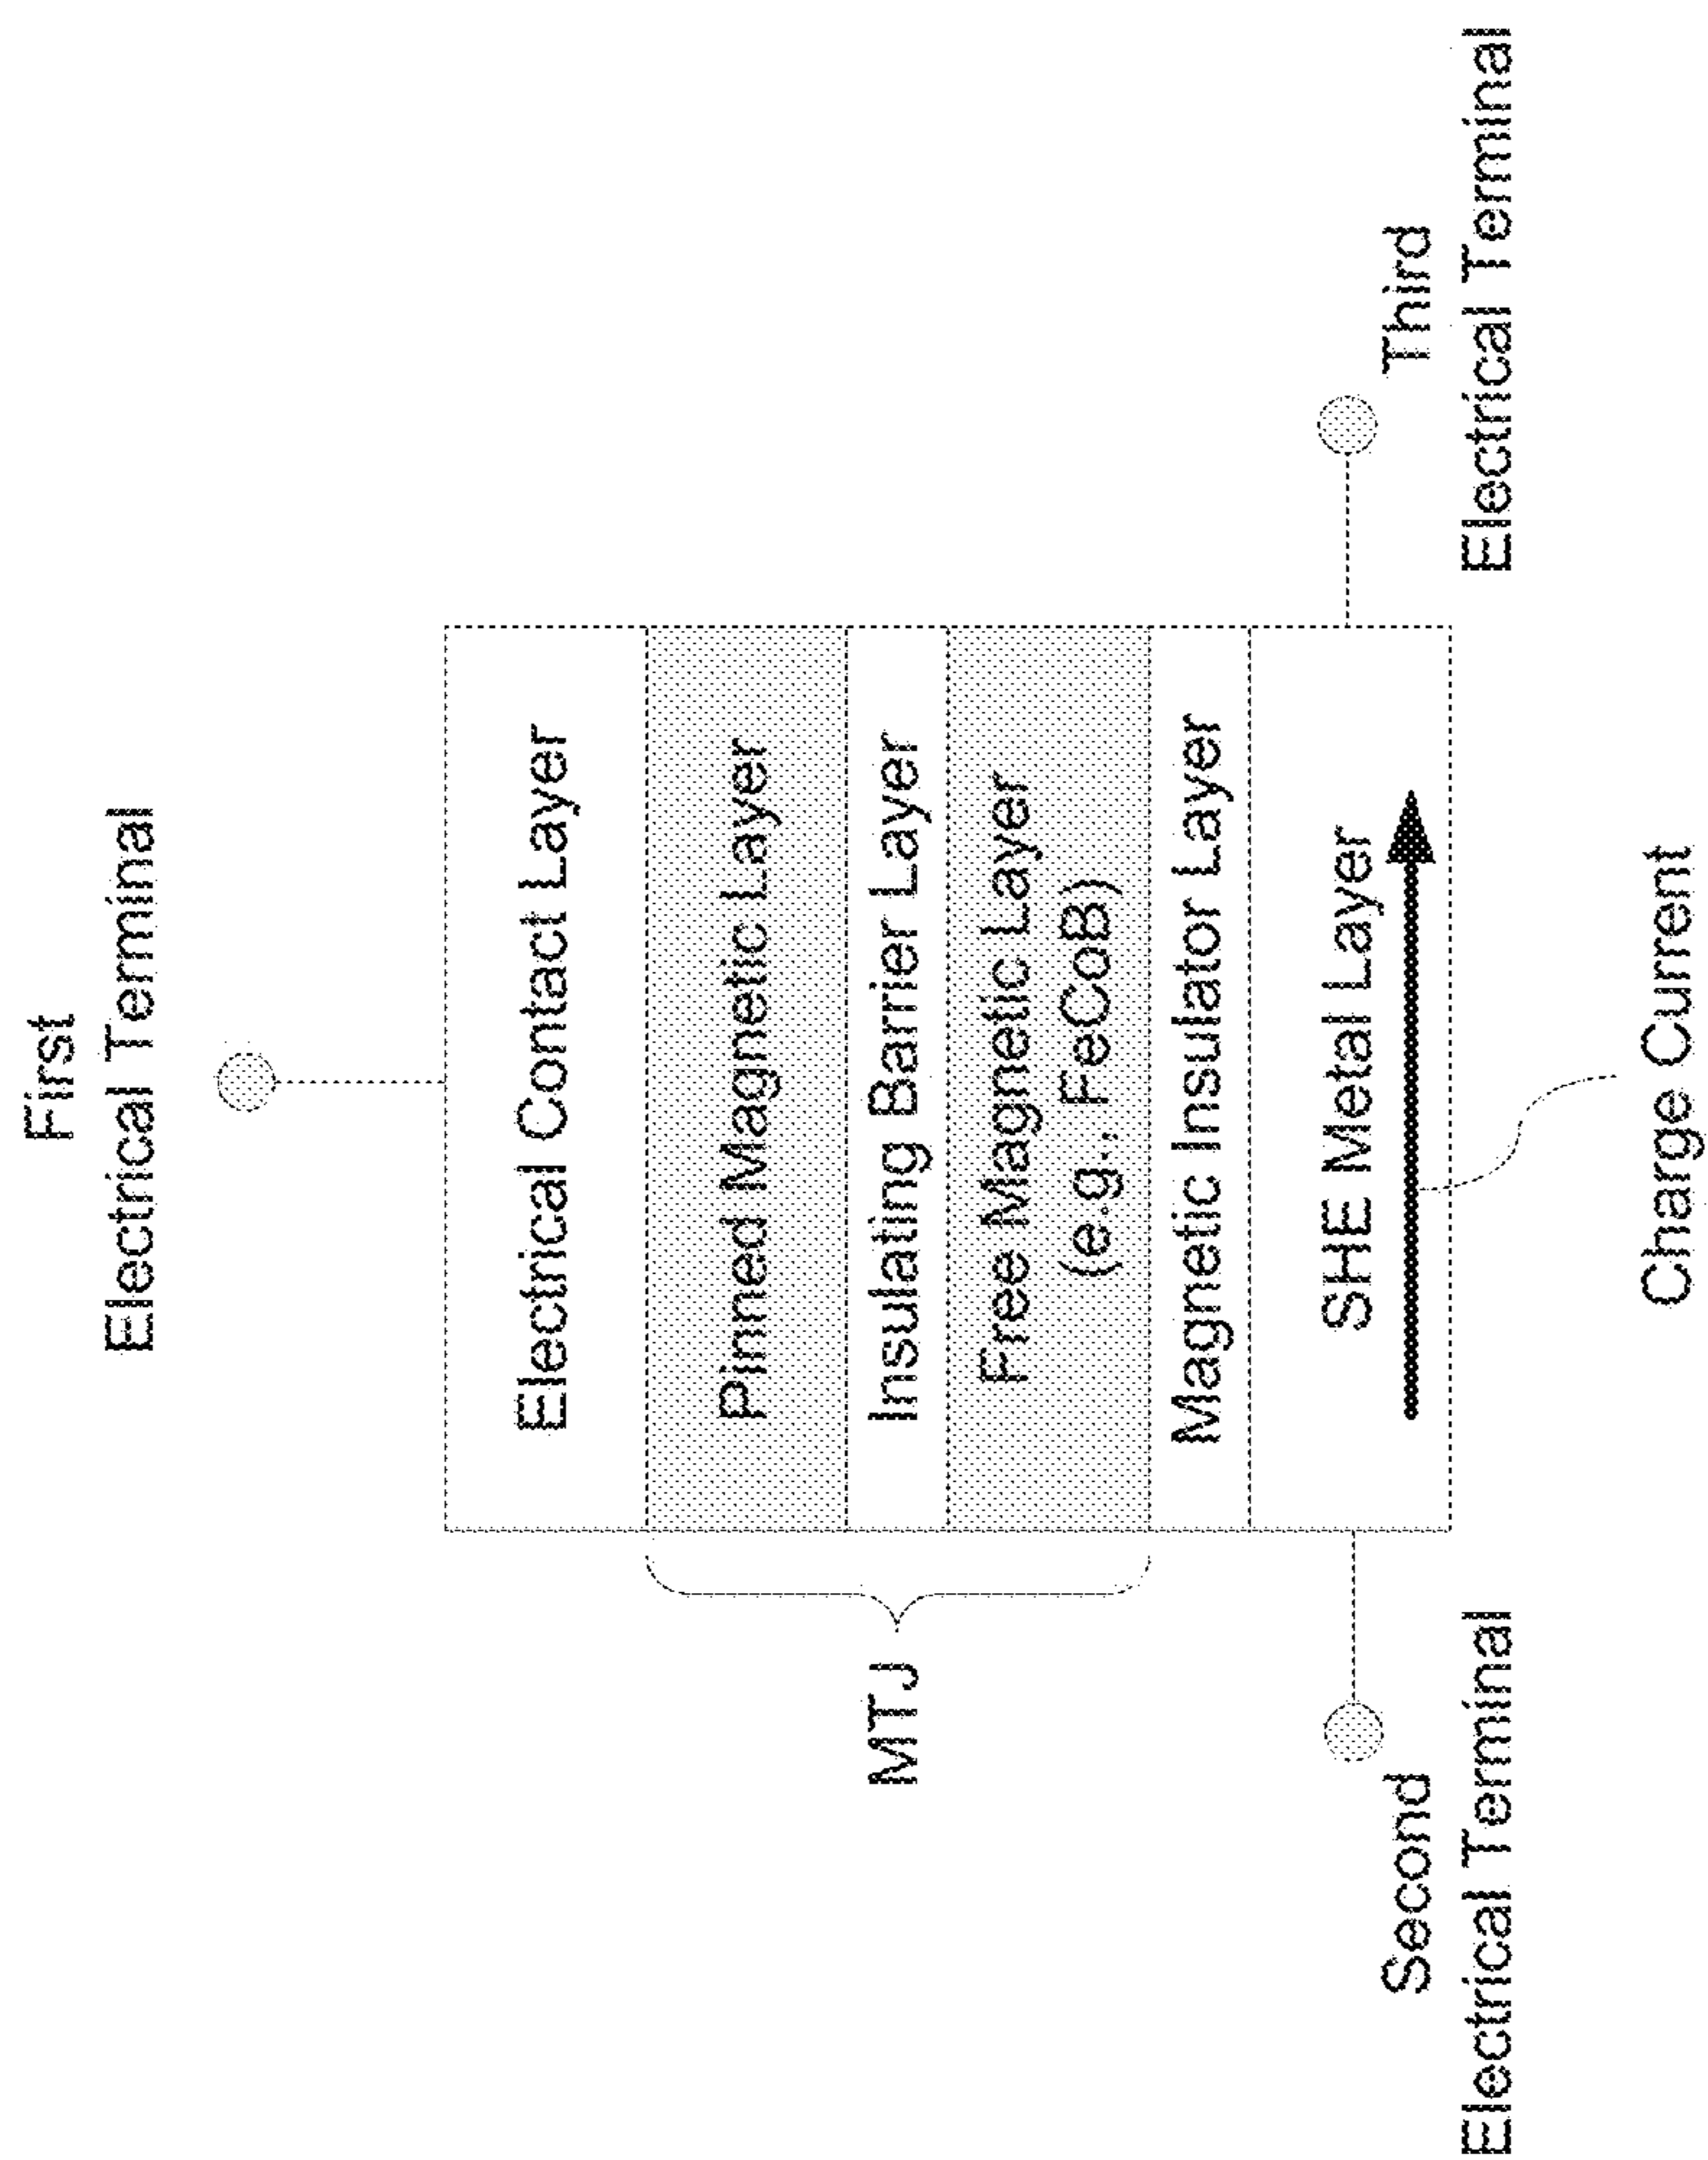 First
Electrical Terminal
Electrical Contact Layer
Pinned Magnetic Layer
MTJ
Insulating Barrier Layer
Free Magnetic Layer
(e.g., FeCoB)
Magnetic Insulator Layer
SHE Metal Layer
Second
Electrical Terminal
Third
Electrical Terminal
Charge Current